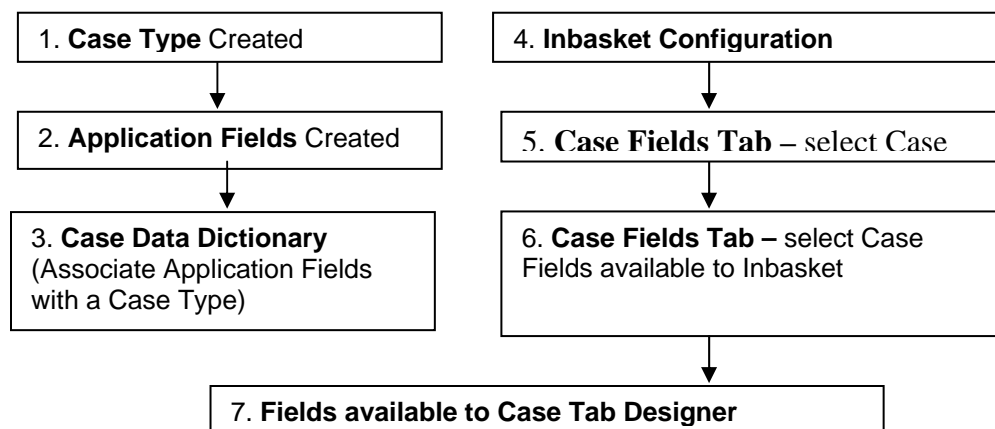 1. Case Type Created
2. Application Fields Created
3. Case Data Dictionary
(Associate Application Fields
with a Case Type)
4. Inbasket Configuration
5. Case Fields Tab – select Case
6. Case Fields Tab – select Case
Fields available to Inbasket
7. Fields available to Case Tab Designer